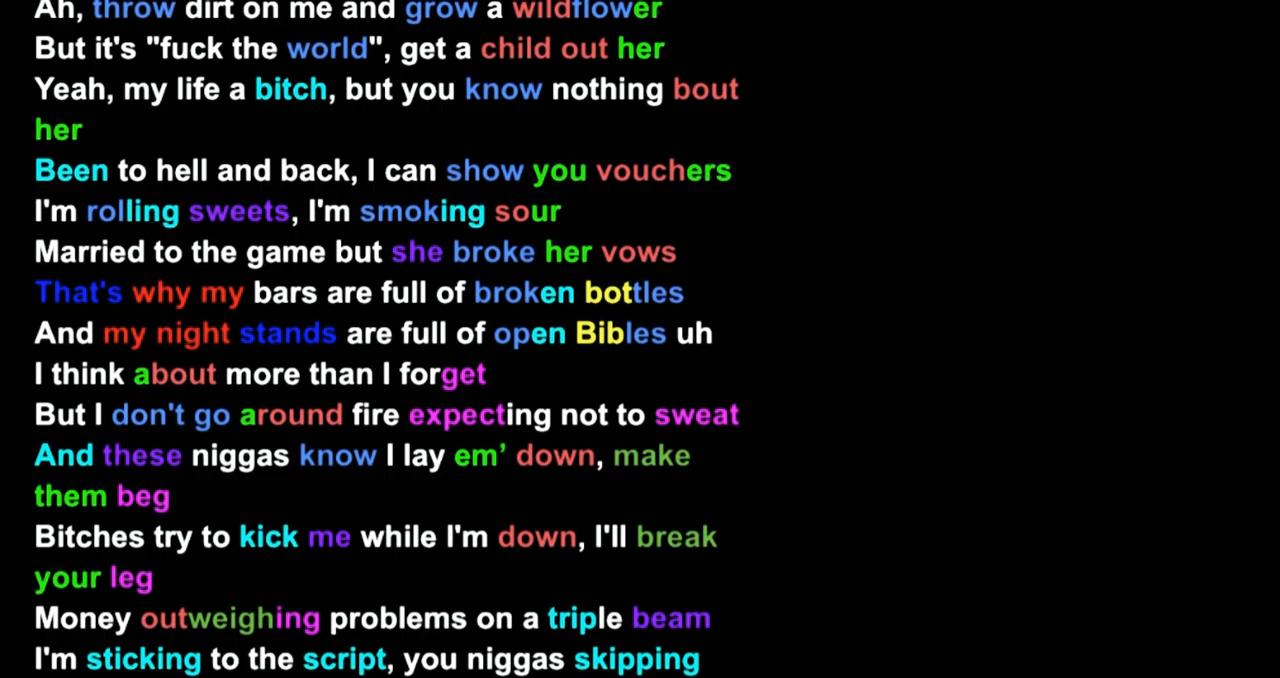 Ah, throw dirt on me and grow a wildflower
But it's "fuck the world", get a child out her
Yeah, my life a bitch, but you know nothing bout
her
Been to hell and back, I can show you vouchers
I'm rolling sweets, I'm smoking sour
Married to the game but she broke her vows
That's why my bars are full of broken bottles
And my night stands are full of open Bibles uh
I think about more than I forget
But I don't go around fire expecting not to sweat
And these niggas know I lay em’ down, make
them beg
Bitches try to kick me while I'm down, I'll break
your leg
Money outweighing problems on a triple beam
I'm sticking to the script, you niggas skipping